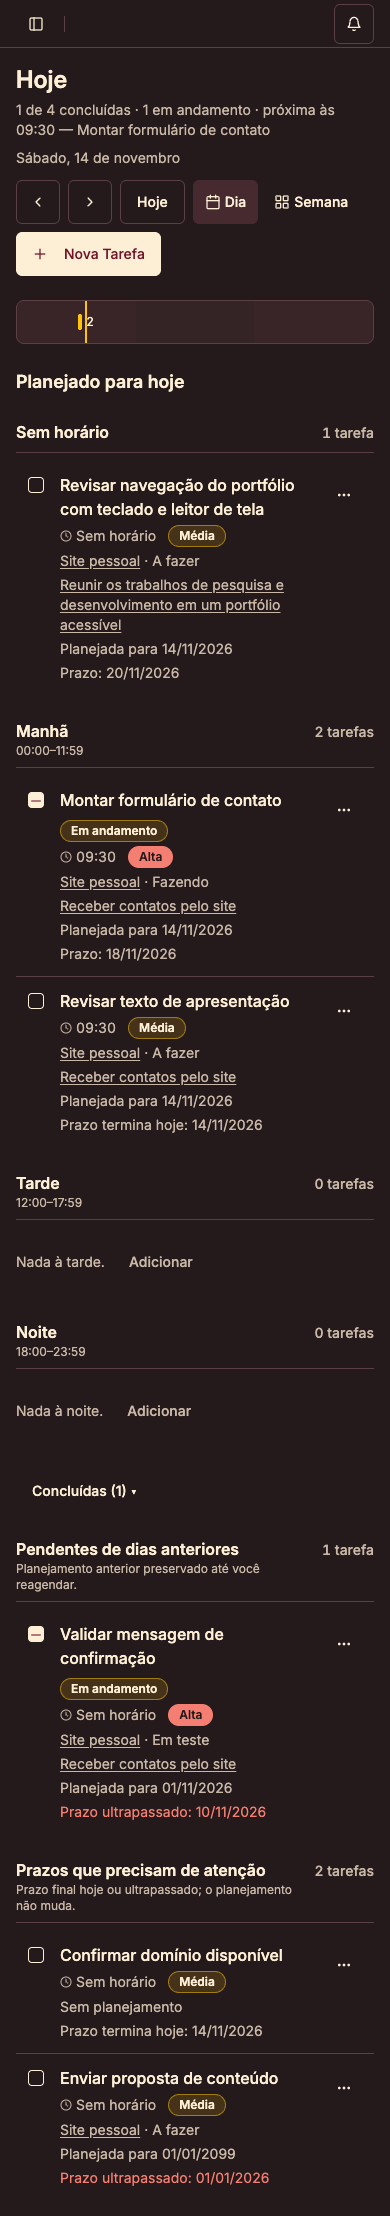 Hoje
1 de 4 concluídas · 1 em andamento · próxima às
09:30 — Montar formulário de contato
Sábado, 14 de novembro
Hoje
Dia
Semana
Nova Tarefa
2
Planejado para hoje
Sem horário
1 tarefa
Revisar navegação do portfólio
com teclado e leitor de tela
Sem horário
Média
Site pessoal · A fazer
Reunir os trabalhos de pesquisa e
desenvolvimento em um portfólio
acessível
Planejada para 14/11/2026
Prazo: 20/11/2026
Manhã
2 tarefas
00:00–11:59
Montar formulário de contato
Em andamento
09:30
Alta
Site pessoal · Fazendo
Receber contatos pelo site
Planejada para 14/11/2026
Prazo: 18/11/2026
Revisar texto de apresentação
09:30
Média
Site pessoal · A fazer
Receber contatos pelo site
Planejada para 14/11/2026
Prazo termina hoje: 14/11/2026
Tarde
0 tarefas
12:00–17:59
Nada à tarde.
Adicionar
Noite
0 tarefas
18:00–23:59
Nada à noite.
Adicionar
Concluídas (1) ▾
Pendentes de dias anteriores
1 tarefa
Planejamento anterior preservado até você
reagendar.
Validar mensagem de
confirmação
Em andamento
Sem horário
Alta
Site pessoal · Em teste
Receber contatos pelo site
Planejada para 01/11/2026
Prazo ultrapassado: 10/11/2026
Prazos que precisam de atenção
2 tarefas
Prazo final hoje ou ultrapassado; o planejamento
não muda.
Confirmar domínio disponível
Sem horário
Média
Sem planejamento
Prazo termina hoje: 14/11/2026
Enviar proposta de conteúdo
Sem horário
Média
Site pessoal · A fazer
Planejada para 01/01/2099
Prazo ultrapassado: 01/01/2026